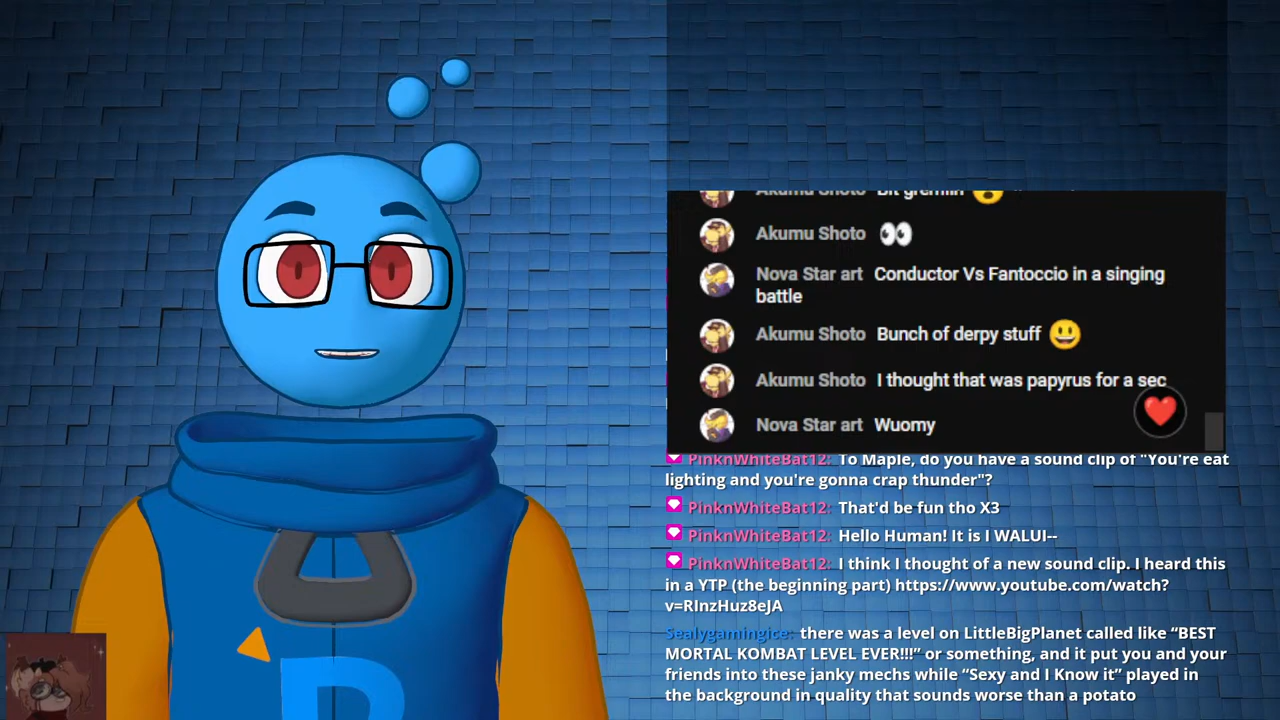 Akumu Shoto Bit gremlin 😮
Akumu Shoto 👀
Nova Star art Conductor Vs Fantoccio in a singing
battle
Akumu Shoto Bunch of derpy stuff 😃
Akumu Shoto I thought that was papyrus for a sec
Nova Star art Wuomy
PinknWhiteBat12: To Maple, do you have a sound clip of "You're eat
lighting and you're gonna crap thunder"?
PinknWhiteBat12: That'd be fun tho X3
PinknWhiteBat12: Hello Human! It is I WALUI--
PinknWhiteBat12: I think I thought of a new sound clip. I heard this
in a YTP (the beginning part) https://www.youtube.com/watch?
v=RInzHuz8eJA
Sealygamingice: there was a level on LittleBigPlanet called like “BEST
MORTAL KOMBAT LEVEL EVER!!!” or something, and it put you and your
friends into these janky mechs while “Sexy and I Know it” played in
the background in quality that sounds worse than a potato